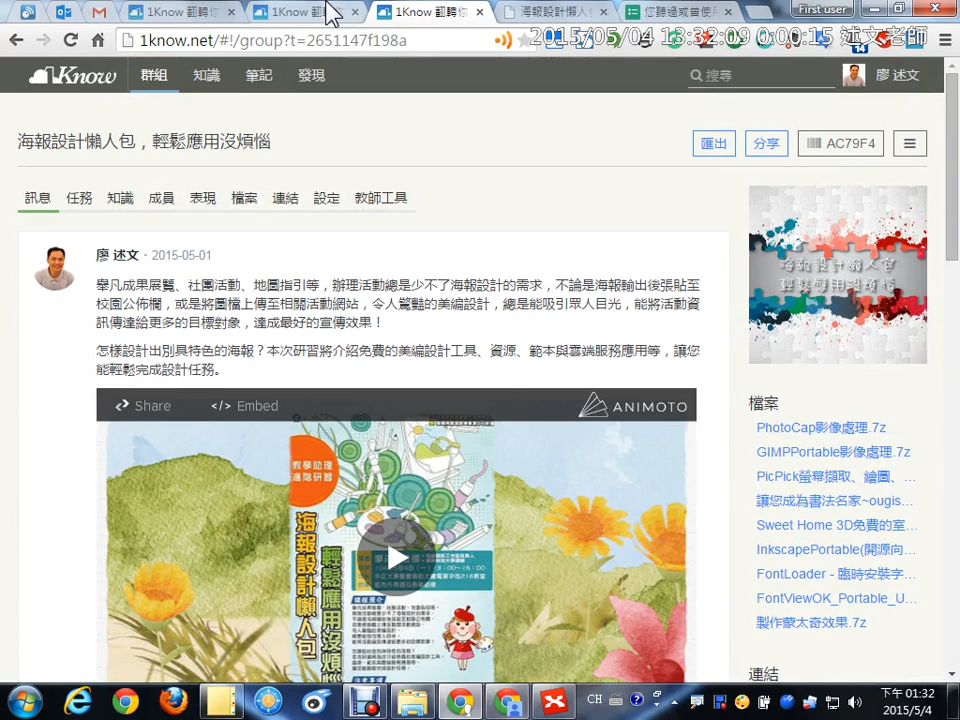 1Know 翻轉你
1Know 翻
1Know 翻轉你
海報設計懶人
您聽過或曾使
First user
1know.net/#!/group?t=2651147f198a
2015/05/04 13:32:09 0:00:15 述文老師
1Know
群組
知識
筆記
發現
搜尋
廖 述文
海報設計懶人包，輕鬆應用沒煩惱
匯出
分享
AC79F4
訊息
任務
知識
成員
表現
檔案
連結
設定
教師工具
廖 述文 · 2015-05-01
舉凡成果展覽、社團活動、地圖指引等，辦理活動總是少不了海報設計的需求，不論是海報輸出後張貼至
校園公佈欄，或是將圖檔上傳至相關活動網站，令人驚豔的美編設計，總是能吸引眾人目光，能將活動資
訊傳達給更多的目標對象，達成最好的宣傳效果！
怎樣設計出別具特色的海報？本次研習將介紹免費的美編設計工具、資源、範本與雲端服務應用等，讓您
能輕鬆完成設計任務。
Share
</> Embed
ANIMOTO
教學助理
進階研習
海報設計懶人包
輕鬆應用沒煩
海報設計懶人包
輕鬆應用沒煩惱
檔案
PhotoCap影像處理.7z
GIMPPortable影像處理.7z
PicPick螢幕擷取、繪圖、...
讓您成為書法名家~ougis...
Sweet Home 3D免費的室...
InkscapePortable(開源向...
FontLoader - 臨時安裝字...
FontViewOK_Portable_U...
製作蒙太奇效果.7z
連結
CH
下午 01:32
2015/5/4